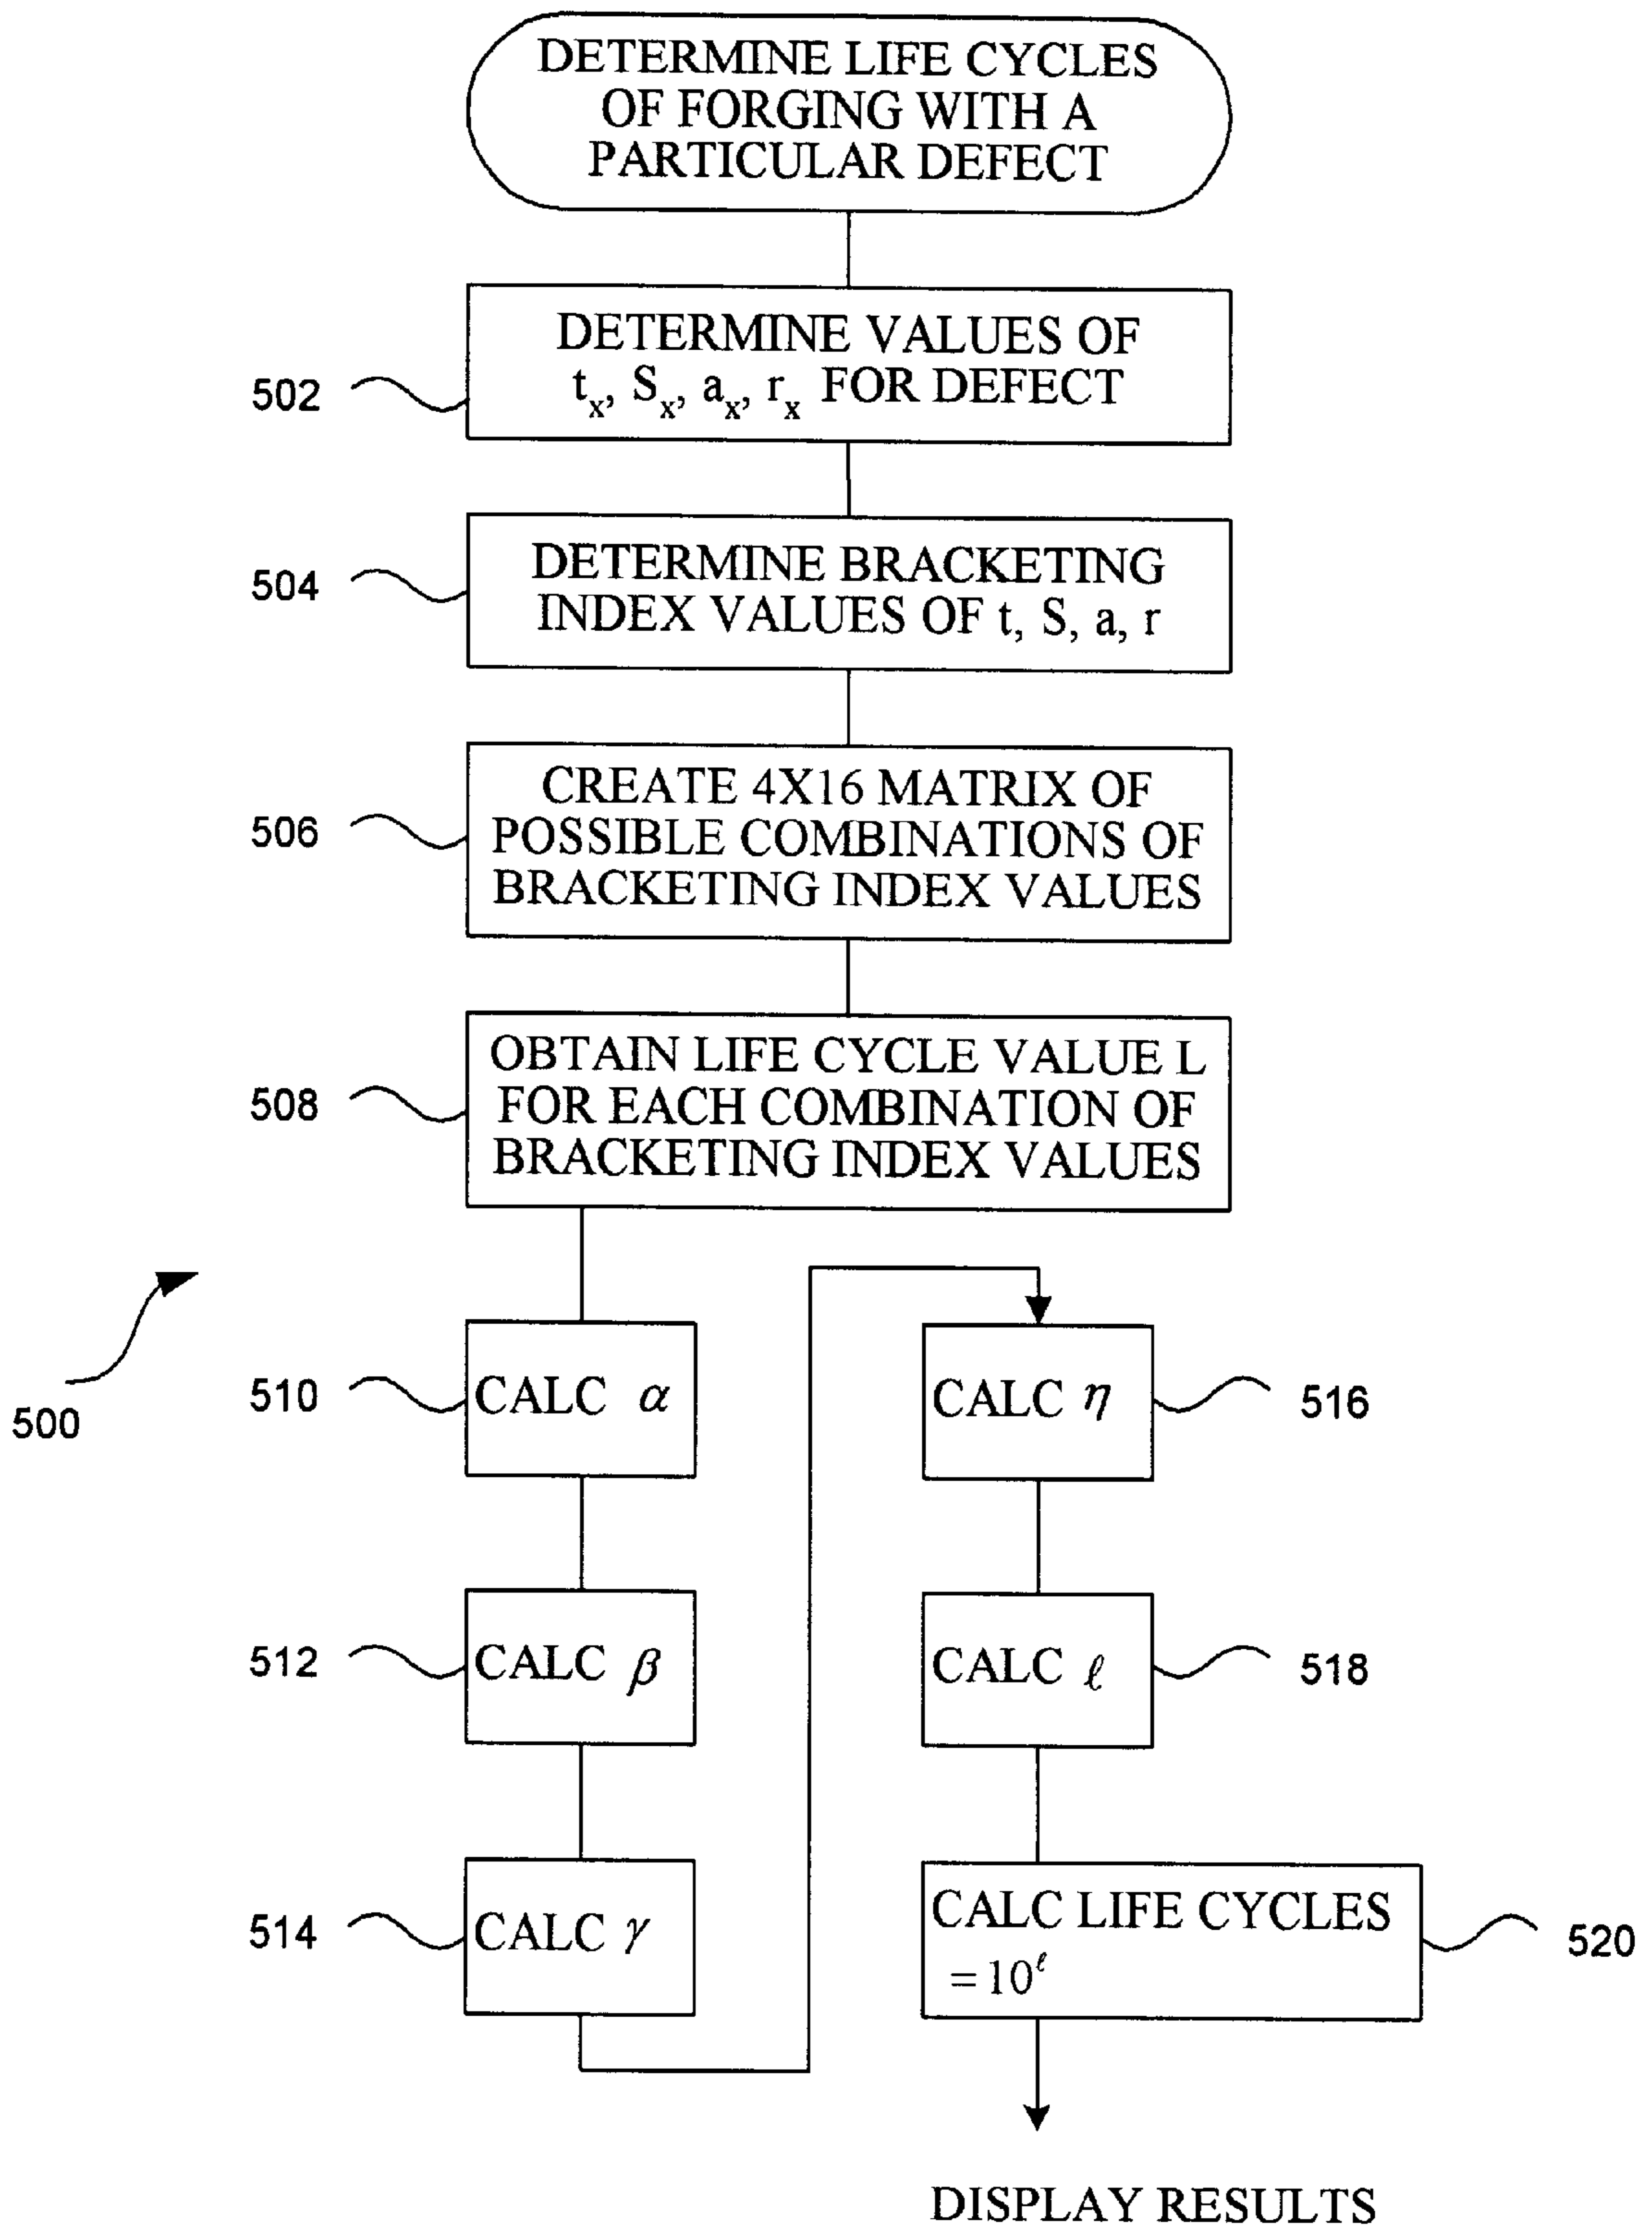 DETERMINE LIFE CYCLES
OF FORGING WITH A
PARTICULAR DEFECT
502
DETERMINE VALUES OF
tₓ, Sₓ, aₓ, rₓ FOR DEFECT
504
DETERMINE BRACKETING
INDEX VALUES OF t, S, a, r
506
CREATE 4X16 MATRIX OF
POSSIBLE COMBINATIONS OF
BRACKETING INDEX VALUES
508
OBTAIN LIFE CYCLE VALUE L
FOR EACH COMBINATION OF
BRACKETING INDEX VALUES
500
510
CALC α
512
CALC β
514
CALC γ
CALC η
516
CALC ℓ
518
CALC LIFE CYCLES
= 10^ℓ
520
DISPLAY RESULTS